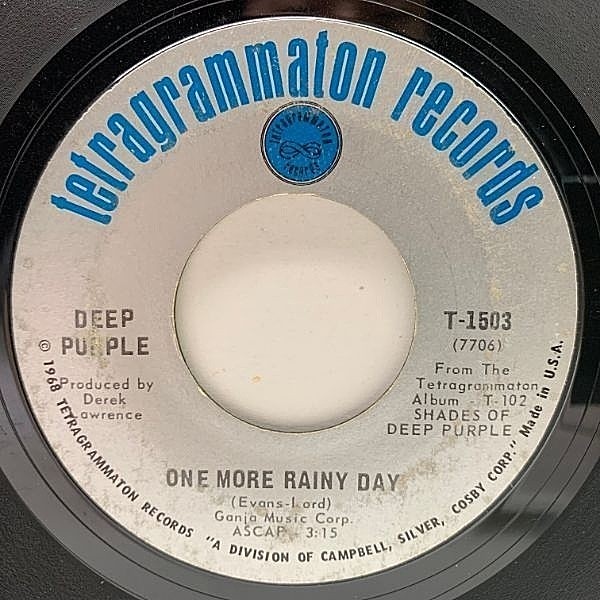 tetragrammaton records
tetragrammaton
records
DEEP
PURPLE
Produced by
Derek
Lawrence
T-1503
(7706)
From The
Tetragrammaton
Album - T-102
SHADES OF
DEEP PURPLE
ONE MORE RAINY DAY
(Evans-Lord)
Ganja Music Corp.
ASCAP - 3:15
© 1968 TETRAGRAMMATON RECORDS "A DIVISION OF CAMPBELL, SILVER, COSBY CORP." Made in U.S.A.